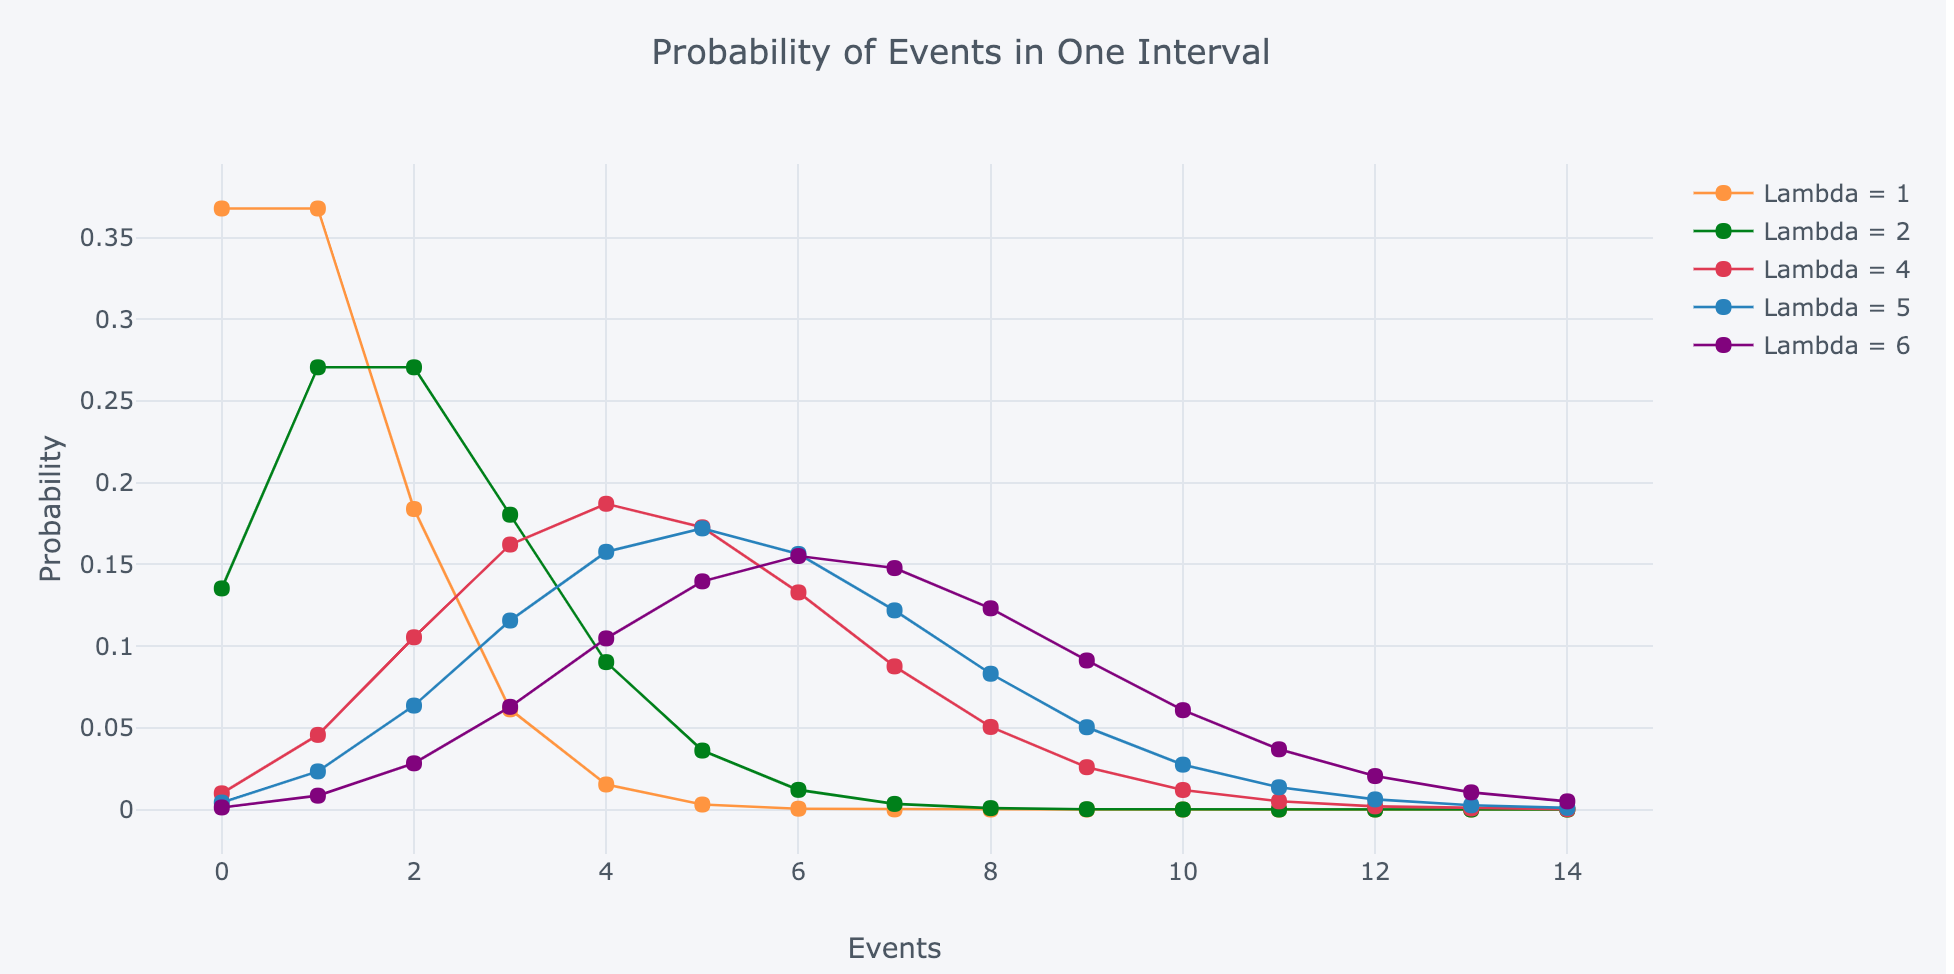 Probability of Events in One Interval
Lambda = 1
Lambda = 2
Lambda = 4
Lambda = 5
Lambda = 6
Probability
0.35
0.3
0.25
0.2
0.15
0.1
0.05
0
0 2 4 6 8 10 12 14
Events